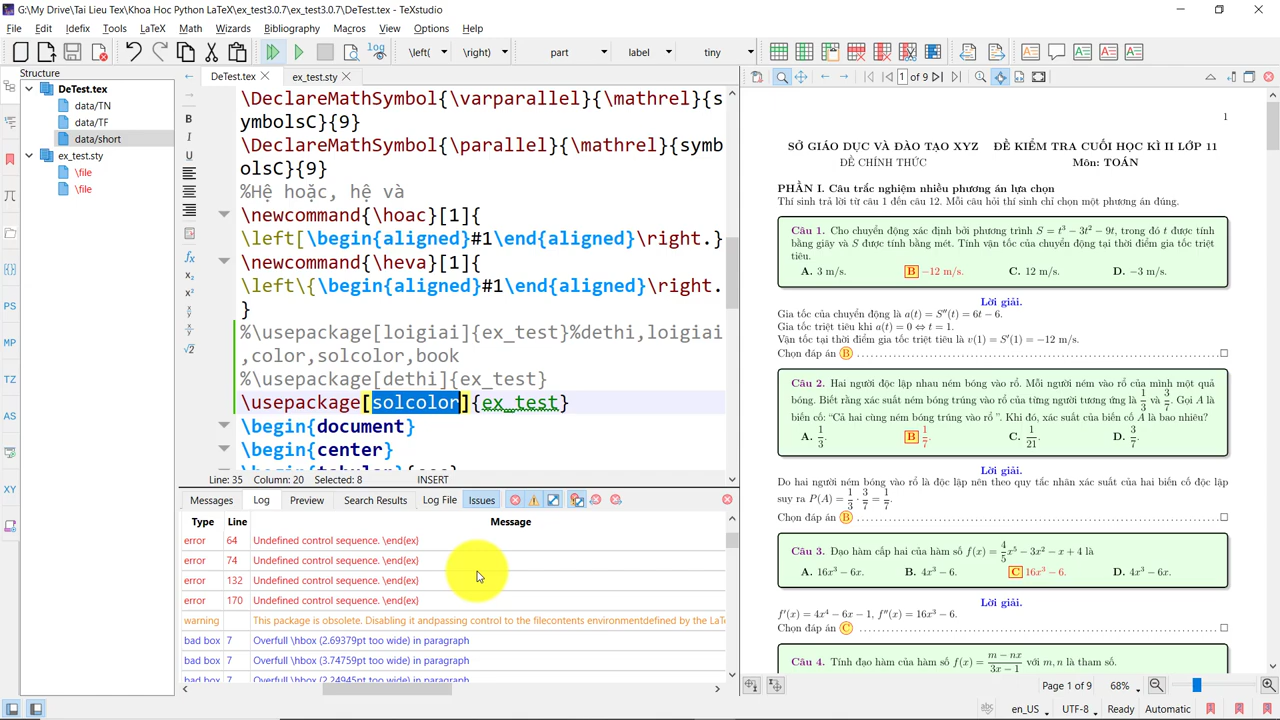 G:\My Drive\Tai Lieu Tex\Khoa Hoc Python LaTeX\ex_test3.0.7\ex_test3.0.7\DeTest.tex - TeXstudio
File Edit Idefix Tools LaTeX Math Wizards Bibliography Macros View Options Help
log \left( \right) part label tiny
Structure
DeTest.tex
data/TN
data/TF
data/short
ex_test.sty
\file
\file
PS
MP
TZ
AS
XY
DeTest.tex ex_test.sty
\DeclareMathSymbol{\varparallel}{\mathrel}{s
ymbolsC}{9}
\DeclareMathSymbol{\parallel}{\mathrel}{symb
olsC}{9}
%Hệ hoặc, hệ và
\newcommand{\hoac}[1]{
\left[\begin{aligned}#1\end{aligned}\right.}
\newcommand{\heva}[1]{
\left\{\begin{aligned}#1\end{aligned}\right.
}
%\usepackage[loigiai]{ex_test}%dethi,loigiai
,color,solcolor,book
%\usepackage[dethi]{ex_test}
\usepackage[solcolor]{ex_test}
\begin{document}
\begin{center}
Line: 35 Column: 20 Selected: 8 INSERT
Messages Log Preview Search Results Log File Issues
Type Line Message
error 64 Undefined control sequence. \end{ex}
error 74 Undefined control sequence. \end{ex}
error 132 Undefined control sequence. \end{ex}
error 170 Undefined control sequence. \end{ex}
warning This package is obsolete. Disabling it andpassing control to the filecontents environmentdefined by the LaTe
bad box 7 Overfull \hbox (2.69379pt too wide) in paragraph
bad box 7 Overfull \hbox (3.74759pt too wide) in paragraph
bad box 7 Overfull \hbox (2.24945pt too wide) in paragraph
1 of 9
1
SỞ GIÁO DỤC VÀ ĐÀO TẠO XYZ ĐỀ KIỂM TRA CUỐI HỌC KÌ II LỚP 11
ĐỀ CHÍNH THỨC Môn: TOÁN
PHẦN I. Câu trắc nghiệm nhiều phương án lựa chọn
Thí sinh trả lời từ câu 1 đến câu 12. Mỗi câu hỏi thí sinh chỉ chọn một phương án đúng.
Câu 1. Cho chuyển động xác định bởi phương trình S = t³ − 3t² − 9t, trong đó t được tính
bằng giây và S được tính bằng mét. Tính vận tốc của chuyển động tại thời điểm gia tốc triệt
tiêu.
A. 3 m/s. B −12 m/s. C. 12 m/s. D. −3 m/s.
Lời giải.
Gia tốc của chuyển động là a(t) = S″(t) = 6t − 6.
Gia tốc triệt tiêu khi a(t) = 0 ⇔ t = 1.
Vận tốc tại thời điểm gia tốc triệt tiêu là v(1) = S′(1) = −12 m/s.
Chọn đáp án B
Câu 2. Hai người độc lập nhau ném bóng vào rổ. Mỗi người ném vào rổ của mình một quả
bóng. Biết rằng xác suất ném bóng trúng vào rổ của từng người tương ứng là 1/3 và 3/7. Gọi A là
biến cố: “Cả hai cùng ném bóng trúng vào rổ ”. Khi đó, xác suất của biến cố A là bao nhiêu?
A. 1/3. B 1/7. C. 1/21. D. 3/7.
Lời giải.
Do hai người ném bóng vào rổ là độc lập nên theo quy tắc nhân xác suất của hai biến cố độc lập
suy ra P(A) = 1/3 · 3/7 = 1/7.
Chọn đáp án B
Câu 3. Đạo hàm cấp hai của hàm số f(x) = 4/5x⁵ − 3x² − x + 4 là
A. 16x³ − 6x. B. 4x³ − 6. C 16x³ − 6. D. 4x³ − 6x.
Lời giải.
f′(x) = 4x⁴ − 6x − 1, f″(x) = 16x³ − 6.
Chọn đáp án C
Câu 4. Tính đạo hàm của hàm số f(x) = (m − nx)/(3x − 1) với m, n là tham số.
Page 1 of 9 68%
en_US UTF-8 Ready Automatic